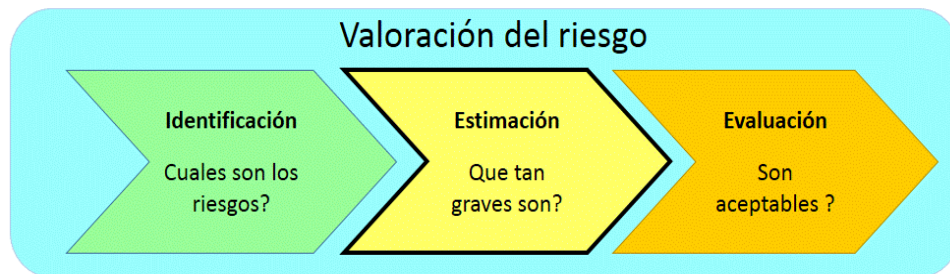 Valoración del riesgo
Identificación
Cuales son los
riesgos?
Estimación
Que tan
graves son?
Evaluación
Son
aceptables ?